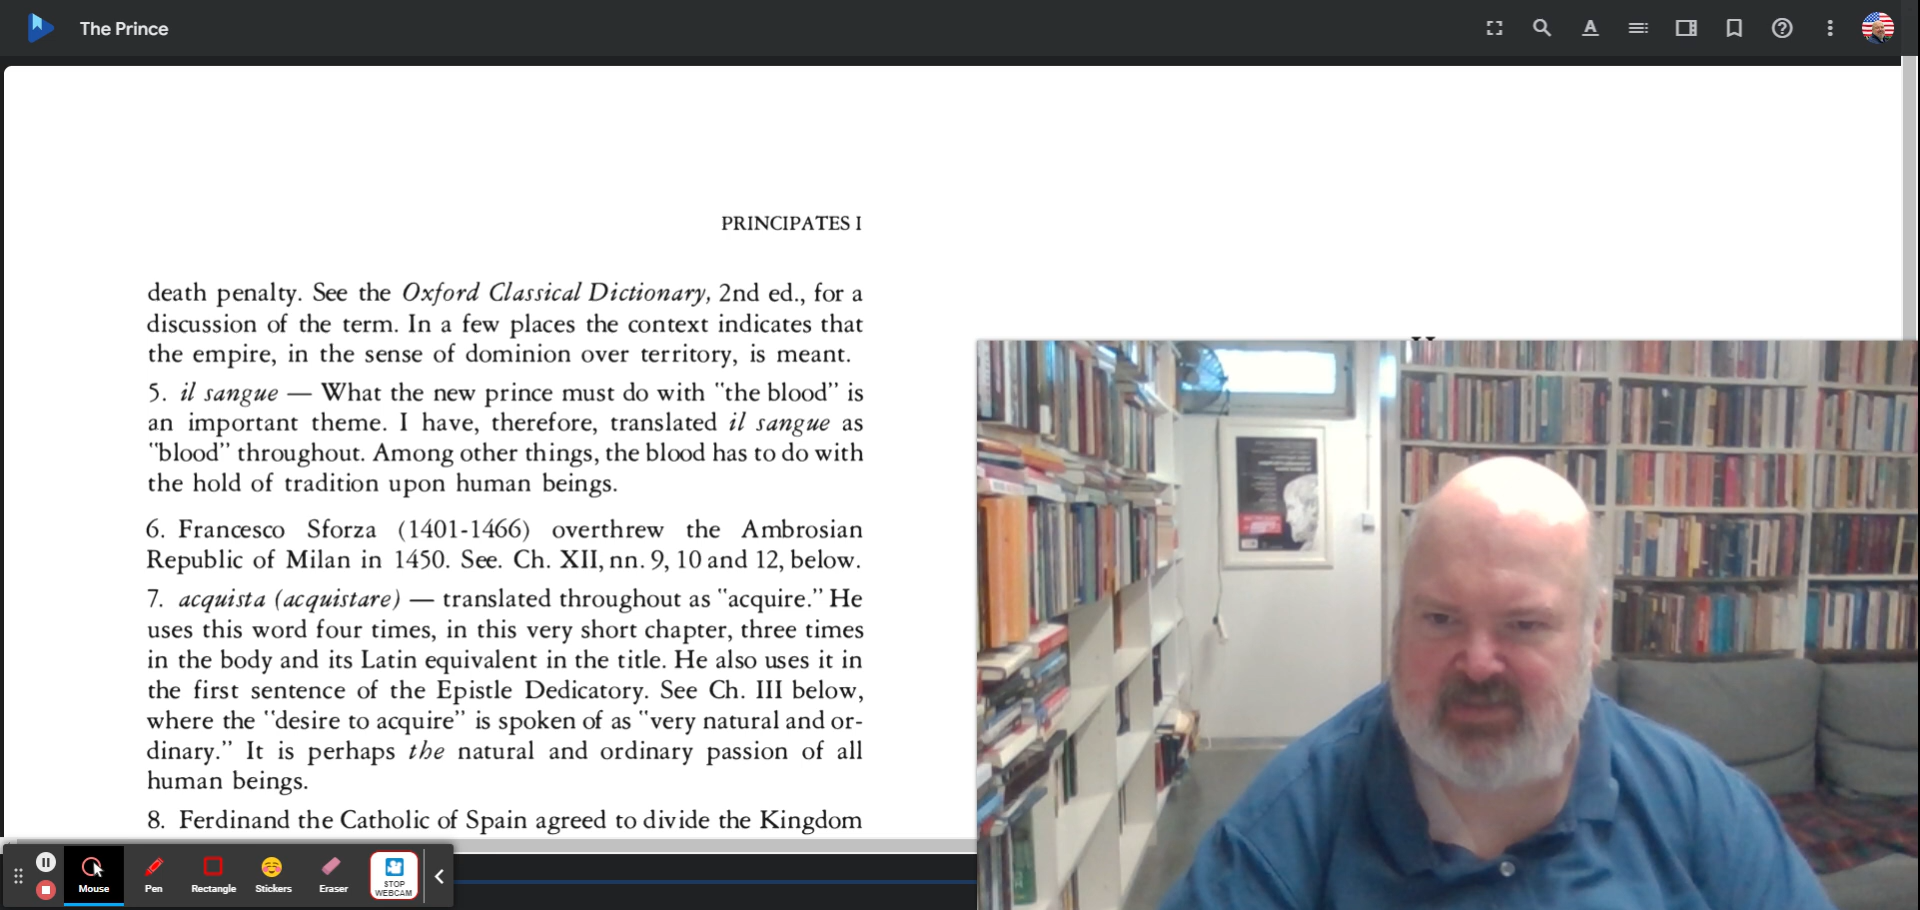 The Prince
PRINCIPATES I
death penalty. See the Oxford Classical Dictionary, 2nd ed., for a
discussion of the term. In a few places the context indicates that
the empire, in the sense of dominion over territory, is meant.
5. il sangue — What the new prince must do with "the blood" is
an important theme. I have, therefore, translated il sangue as
"blood" throughout. Among other things, the blood has to do with
the hold of tradition upon human beings.
6. Francesco Sforza (1401-1466) overthrew the Ambrosian
Republic of Milan in 1450. See. Ch. XII, nn. 9, 10 and 12, below.
7. acquista (acquistare) — translated throughout as "acquire." He
uses this word four times, in this very short chapter, three times
in the body and its Latin equivalent in the title. He also uses it in
the first sentence of the Epistle Dedicatory. See Ch. III below,
where the "desire to acquire" is spoken of as "very natural and or-
dinary." It is perhaps the natural and ordinary passion of all
human beings.
8. Ferdinand the Catholic of Spain agreed to divide the Kingdom
Mouse
Pen
Rectangle
Stickers
Eraser
STOP
WEBCAM